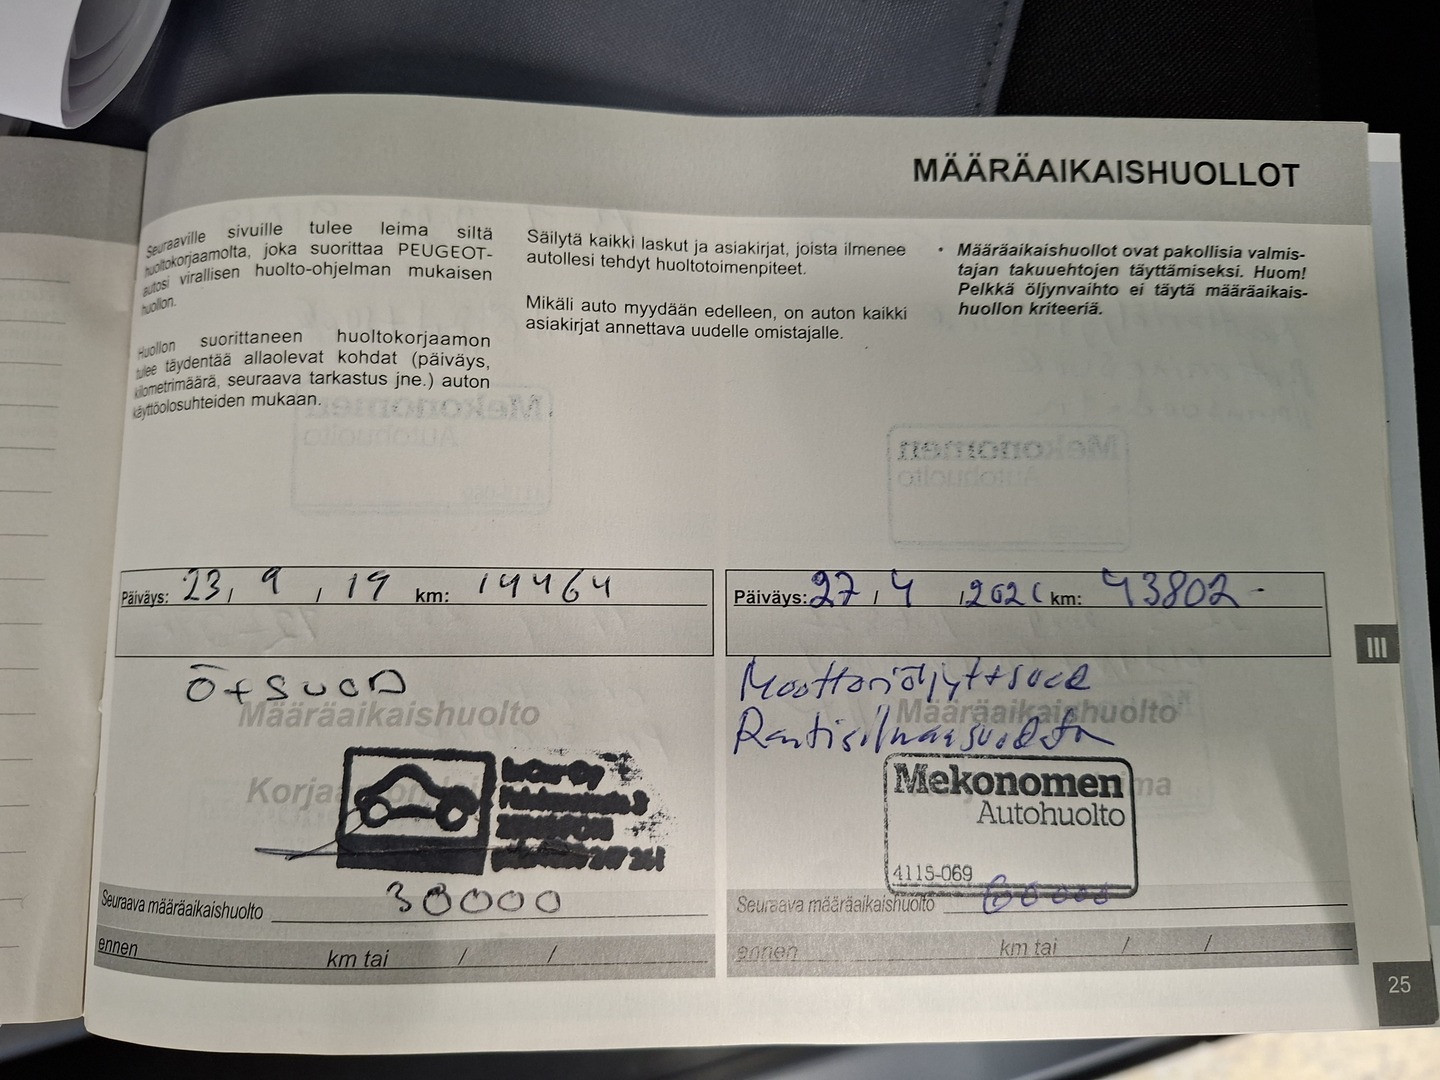 MÄÄRÄAIKAISHUOLLOT
Seuraaville sivuille tulee leima siltä
huoltokorjaamolta, joka suorittaa PEUGEOT-
autosi virallisen huolto-ohjelman mukaisen
huollon.
Huollon suorittaneen huoltokorjaamon
tulee täydentää allaolevat kohdat (päiväys,
kilometrimäärä, seuraava tarkastus jne.) auton
käyttöolosuhteiden mukaan.
Säilytä kaikki laskut ja asiakirjat, joista ilmenee
autollesi tehdyt huoltotoimenpiteet.
Mikäli auto myydään edelleen, on auton kaikki
asiakirjat annettava uudelle omistajalle.
• Määräaikaishuollot ovat pakollisia valmis-
tajan takuuehtojen täyttämiseksi. Huom!
Pelkkä öljynvaihto ei täytä määräaikais-
huollon kriteeriä.
Päiväys: 23 / 9 / 19 km: 14464
Ö+suod
Määräaikaishuolto
Seuraava määräaikaishuolto 30000
ennen km tai / /
Päiväys: 27 / 4 / km: 43802 -
Moottoriöljy++suod
Määräaikaishuolto
Mekonomen
Autohuolto
4115-069
Seuraava määräaikaishuolto 60000
ennen km tai / /
III
25